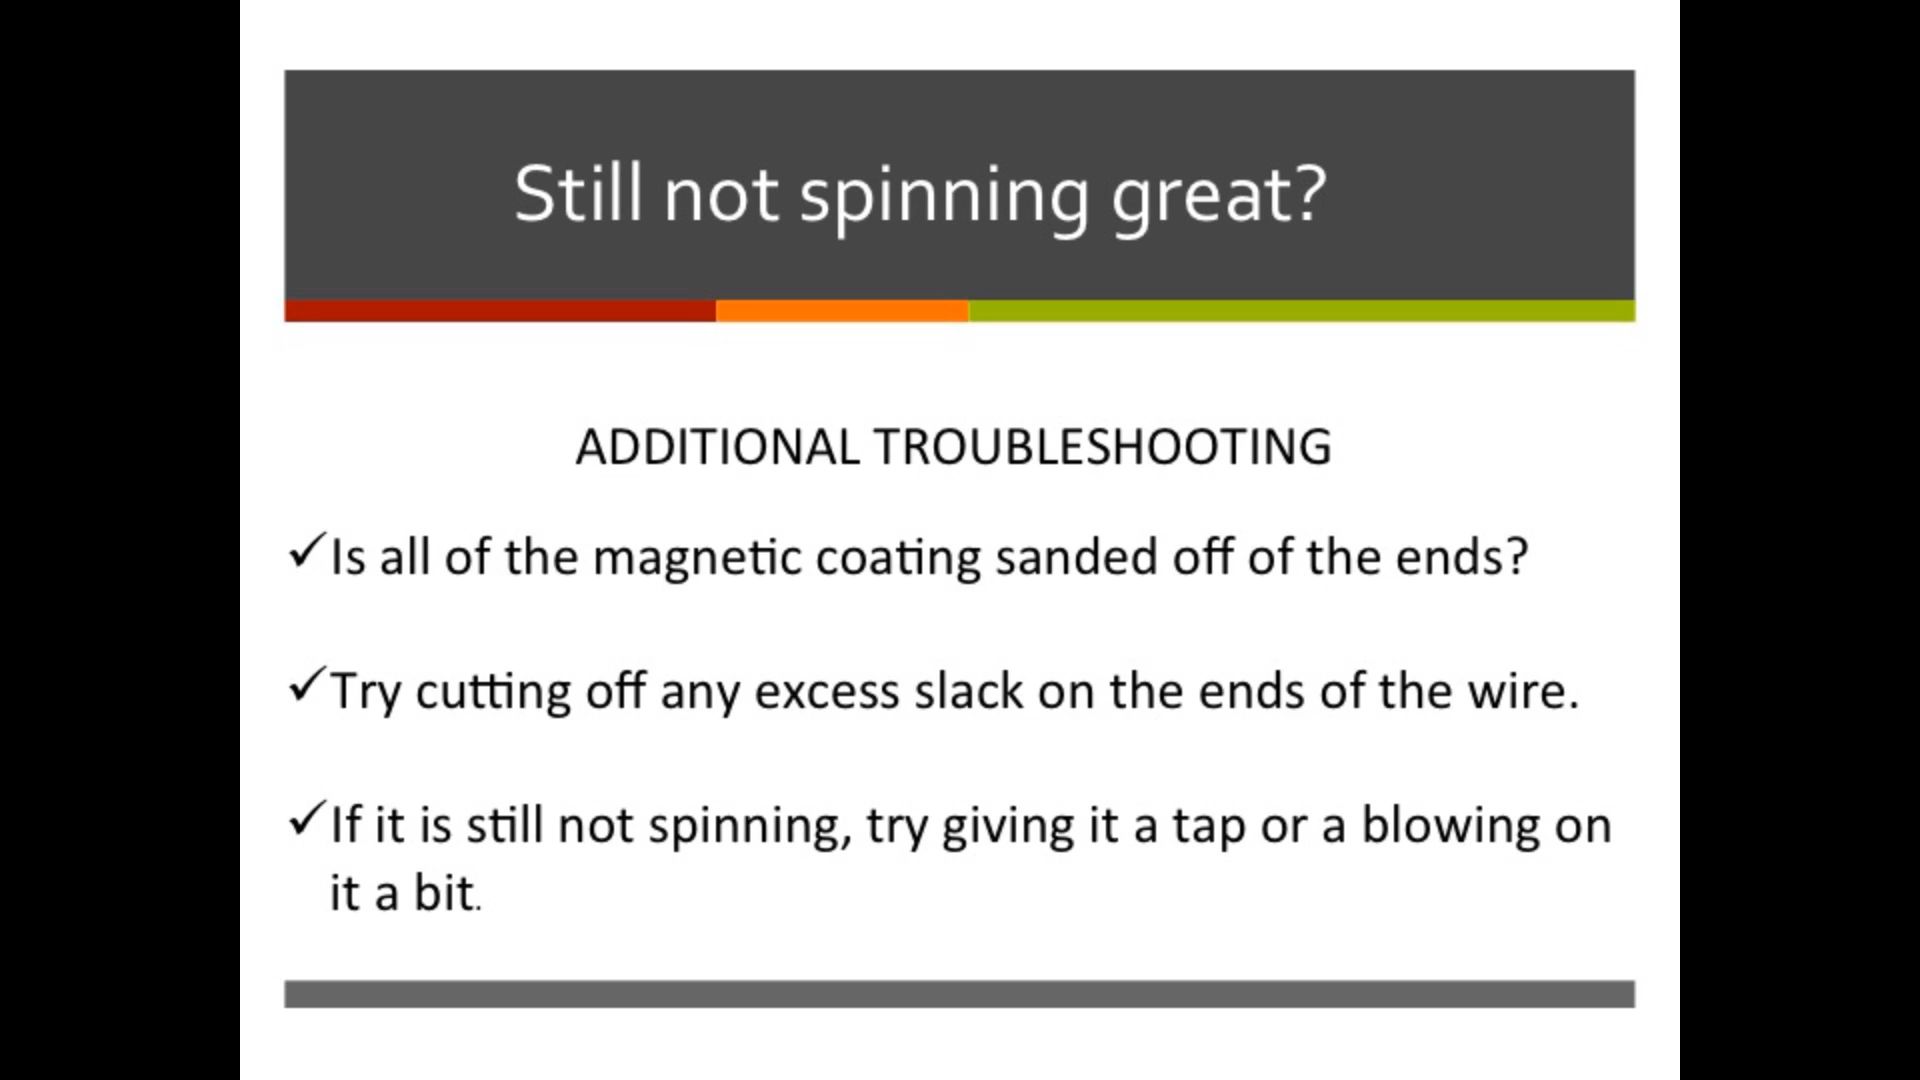 Still not spinning great?
ADDITIONAL TROUBLESHOOTING
✓Is all of the magnetic coating sanded off of the ends?
✓Try cutting off any excess slack on the ends of the wire.
✓If it is still not spinning, try giving it a tap or a blowing on
it a bit.